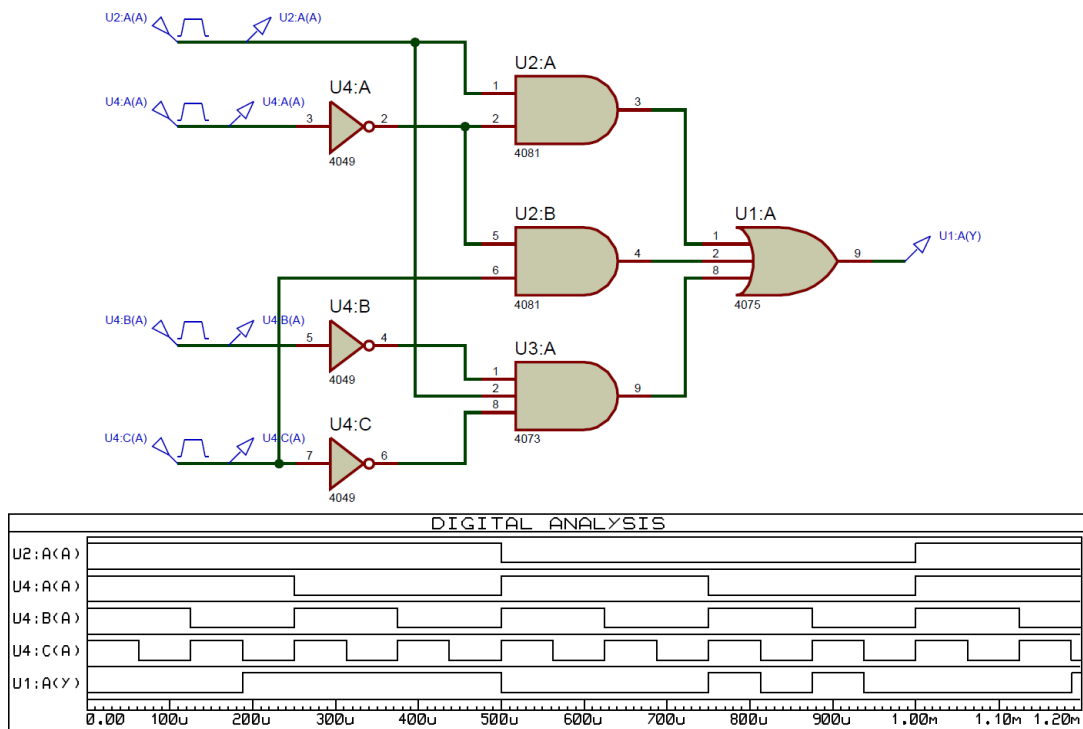 U2:A(A) U2:A(A)
U2:A
U4:A
1 3
U4:A(A) U4:A(A)
3 2 2
4049 4081
U2:B U1:A
5 1 U1:A(Y)
4 2 9
6 8
4081 4075
U4:B
U4:B(A) U4:B(A)
5 4 U3:A
1
4049 2 9
8
U4:C 4073
U4:C(A) U4:C(A)
7 6
4049
DIGITAL ANALYSIS
U2:A(A)
U4:A(A)
U4:B(A)
U4:C(A)
U1:A(Y)
0.00 100u 200u 300u 400u 500u 600u 700u 800u 900u 1.00m 1.10m 1.20m